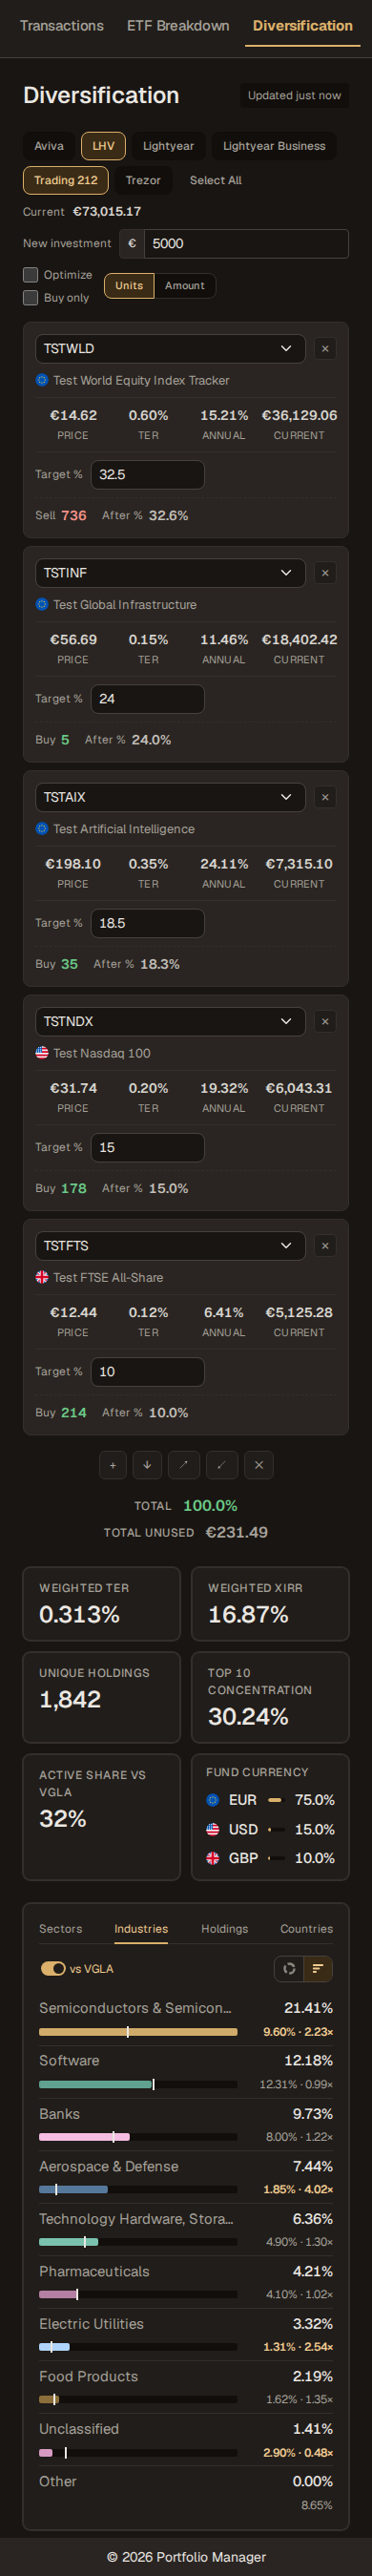 Transactions ETF Breakdown Diversification
Diversification Updated just now
Aviva LHV Lightyear Lightyear Business
Trading 212 Trezor Select All
Current €73,015.17
New investment € 5000
Optimize
Buy only
Units Amount
TSTWLD ×
Test World Equity Index Tracker
€14.62 0.60% 15.21% €36,129.06
PRICE TER ANNUAL CURRENT
Target % 32.5
Sell 736 After % 32.6%
TSTINF ×
Test Global Infrastructure
€56.69 0.15% 11.46% €18,402.42
PRICE TER ANNUAL CURRENT
Target % 24
Buy 5 After % 24.0%
TSTAIX ×
Test Artificial Intelligence
€198.10 0.35% 24.11% €7,315.10
PRICE TER ANNUAL CURRENT
Target % 18.5
Buy 35 After % 18.3%
TSTNDX ×
Test Nasdaq 100
€31.74 0.20% 19.32% €6,043.31
PRICE TER ANNUAL CURRENT
Target % 15
Buy 178 After % 15.0%
TSTFTS ×
Test FTSE All-Share
€12.44 0.12% 6.41% €5,125.28
PRICE TER ANNUAL CURRENT
Target % 10
Buy 214 After % 10.0%
+ ↓ ↗ ↙ ×
TOTAL 100.0%
TOTAL UNUSED €231.49
WEIGHTED TER
0.313%
WEIGHTED XIRR
16.87%
UNIQUE HOLDINGS
1,842
TOP 10
CONCENTRATION
30.24%
ACTIVE SHARE VS
VGLA
32%
FUND CURRENCY
EUR 75.0%
USD 15.0%
GBP 10.0%
Sectors Industries Holdings Countries
vs VGLA
Semiconductors & Semicon... 21.41%
9.60% · 2.23×
Software 12.18%
12.31% · 0.99×
Banks 9.73%
8.00% · 1.22×
Aerospace & Defense 7.44%
1.85% · 4.02×
Technology Hardware, Stora... 6.36%
4.90% · 1.30×
Pharmaceuticals 4.21%
4.10% · 1.02×
Electric Utilities 3.32%
1.31% · 2.54×
Food Products 2.19%
1.62% · 1.35×
Unclassified 1.41%
2.90% · 0.48×
Other 0.00%
8.65%
© 2026 Portfolio Manager